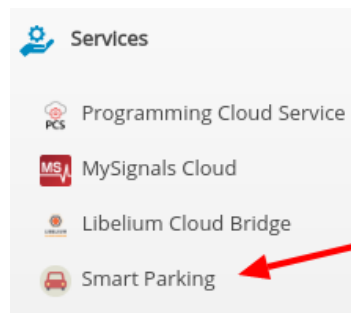 Services
PCS
Programming Cloud Service
MS
MySignals Cloud
Libelium Cloud Bridge
Smart Parking